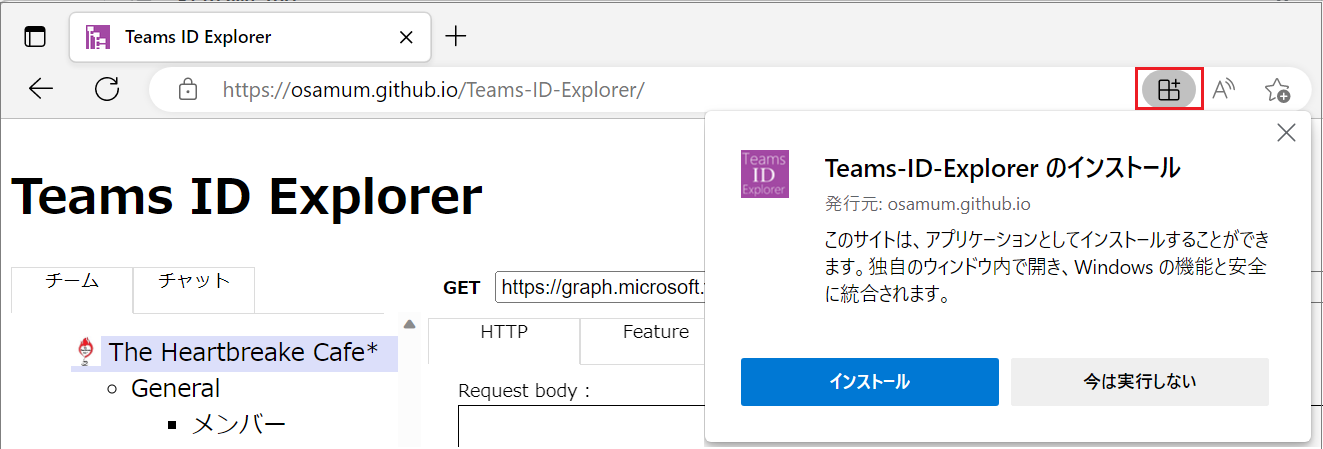 Teams ID Explorer
https://osamum.github.io/Teams-ID-Explorer/
Teams ID Explorer
チーム
チャット
The Heartbreake Cafe*
General
メンバー
GET
https://graph.microsoft.
HTTP
Feature
Request body :
Teams
ID
Explorer
Teams-ID-Explorer のインストール
発行元: osamum.github.io
このサイトは、アプリケーションとしてインストールすることができ
ます。独自のウィンドウ内で開き、Windows の機能と安全
に統合されます。
インストール
今は実行しない